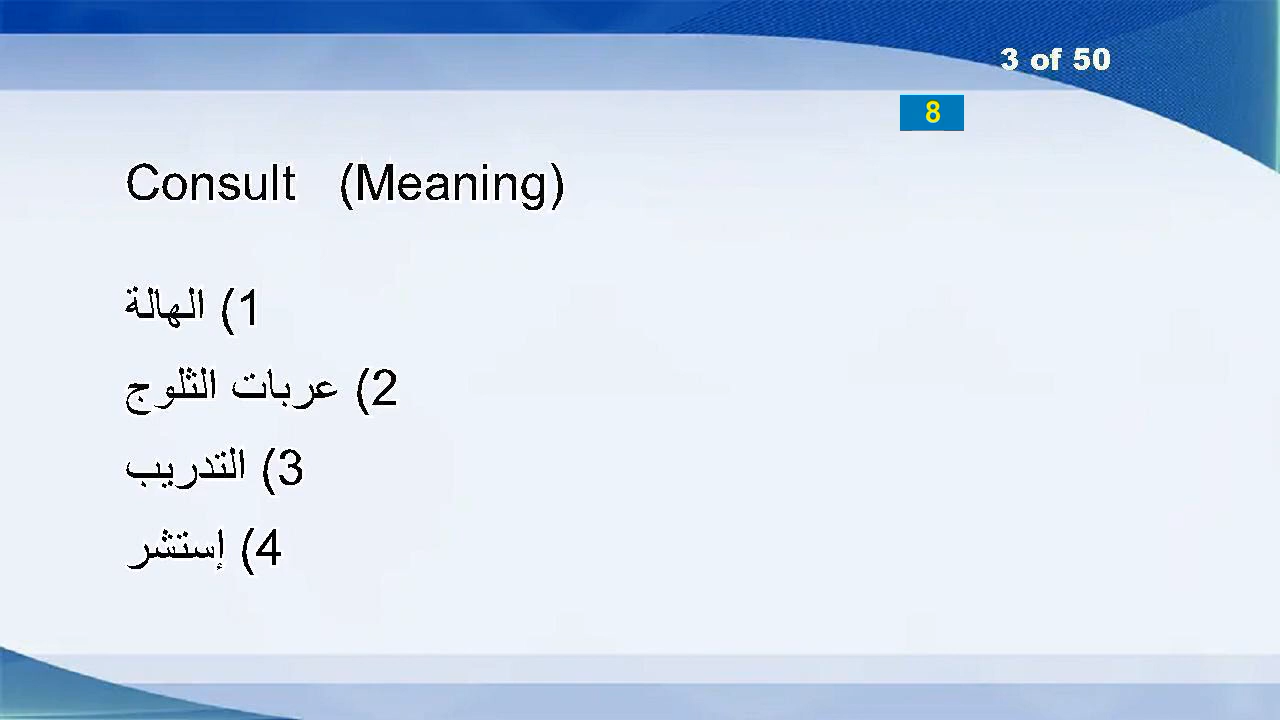 3 of 50
8
Consult (Meaning)
1) الهالة
2) عربات الثلوج
3) التدريب
4) إستشر